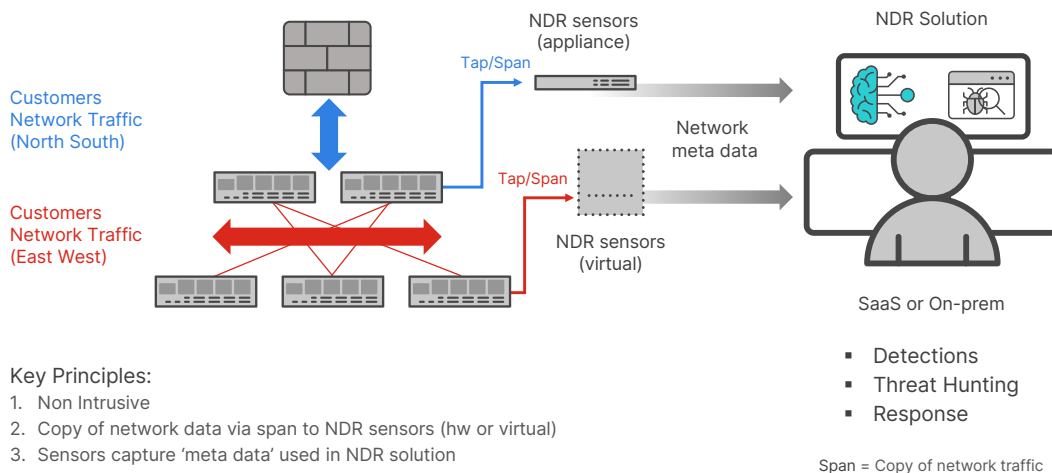 NDR sensors
(appliance)
NDR Solution
Tap/Span
Customers
Network Traffic
(North South)
Network
meta data
Tap/Span
Customers
Network Traffic
(East West)
NDR sensors
(virtual)
SaaS or On-prem
▪ Detections
▪ Threat Hunting
▪ Response
Key Principles:
1. Non Intrusive
2. Copy of network data via span to NDR sensors (hw or virtual)
3. Sensors capture ‘meta data’ used in NDR solution
Span = Copy of network traffic